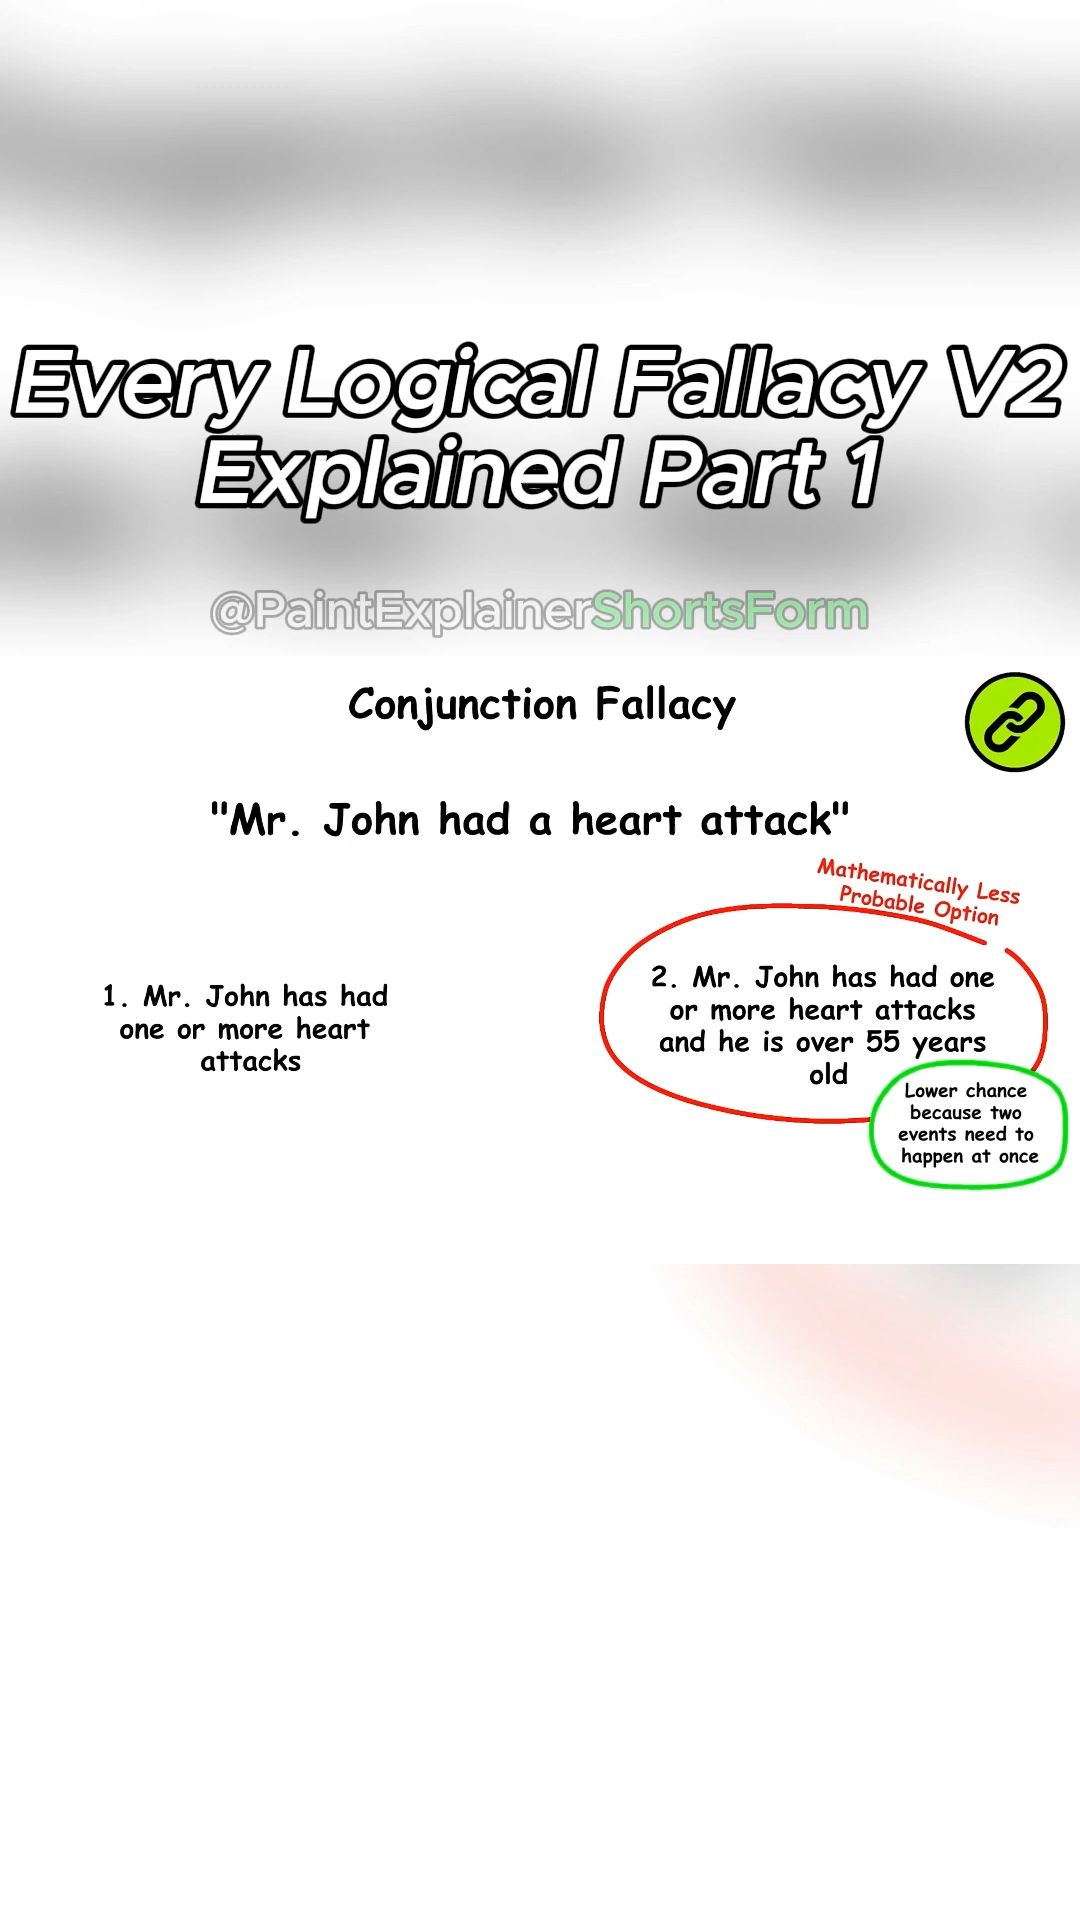 Every Logical Fallacy V2
Explained Part 1
@PaintExplainerShortsForm
Conjunction Fallacy
"Mr. John had a heart attack"
Mathematically Less
Probable Option
1. Mr. John has had
one or more heart
attacks
2. Mr. John has had one
or more heart attacks
and he is over 55 years
old
Lower chance
because two
events need to
happen at once